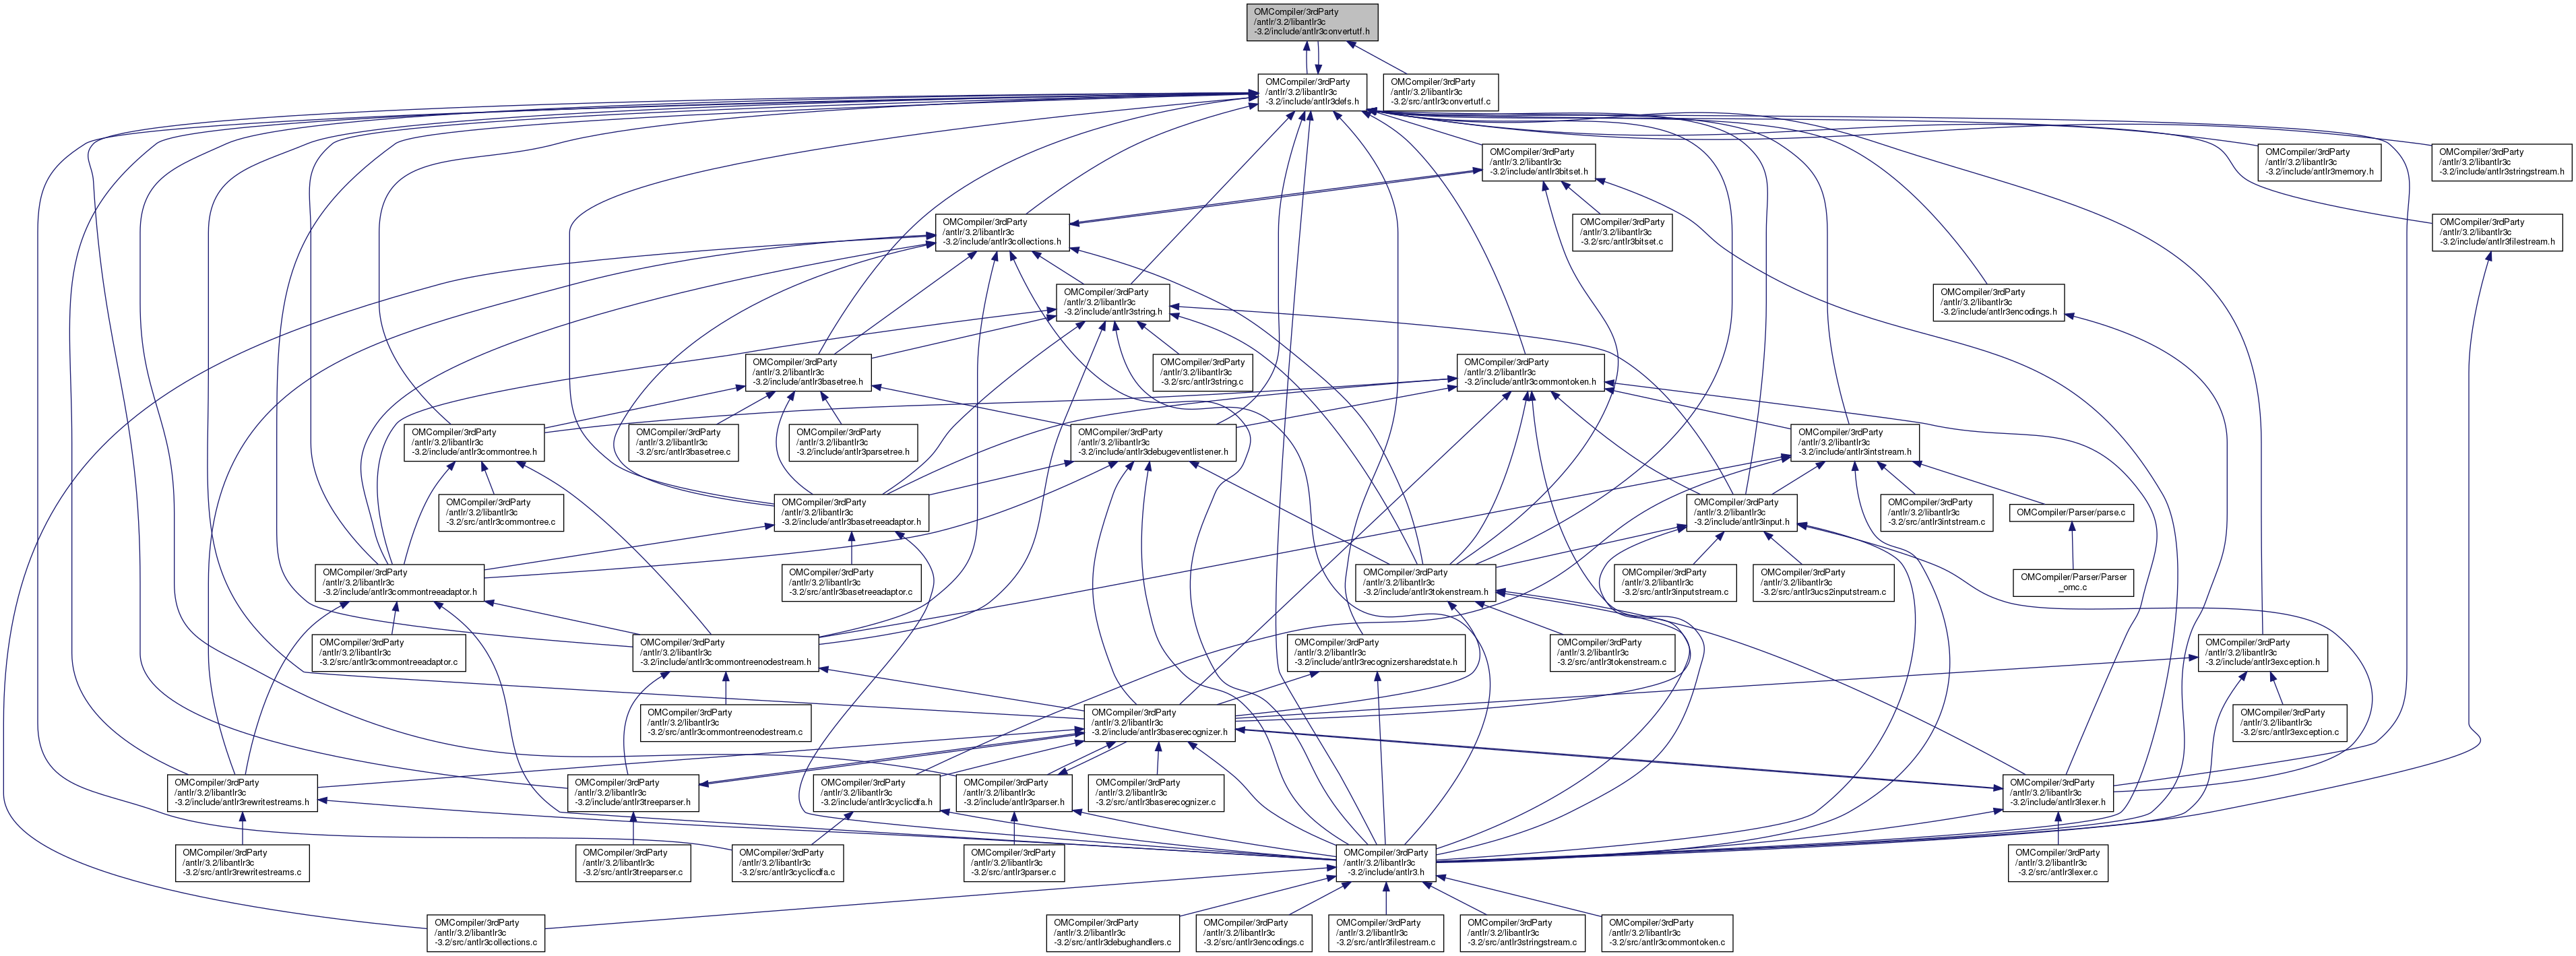 OMCompiler/3rdParty
/antlr/3.2/libantlr3c
-3.2/include/antlr3convertutf.h
OMCompiler/3rdParty
/antlr/3.2/libantlr3c
-3.2/include/antlr3defs.h
OMCompiler/3rdParty
/antlr/3.2/libantlr3c
-3.2/src/antlr3convertutf.c
OMCompiler/3rdParty
/antlr/3.2/libantlr3c
-3.2/include/antlr3bitset.h
OMCompiler/3rdParty
/antlr/3.2/libantlr3c
-3.2/include/antlr3memory.h
OMCompiler/3rdParty
/antlr/3.2/libantlr3c
-3.2/include/antlr3stringstream.h
OMCompiler/3rdParty
/antlr/3.2/libantlr3c
-3.2/include/antlr3collections.h
OMCompiler/3rdParty
/antlr/3.2/libantlr3c
-3.2/src/antlr3bitset.c
OMCompiler/3rdParty
/antlr/3.2/libantlr3c
-3.2/include/antlr3filestream.h
OMCompiler/3rdParty
/antlr/3.2/libantlr3c
-3.2/include/antlr3string.h
OMCompiler/3rdParty
/antlr/3.2/libantlr3c
-3.2/include/antlr3encodings.h
OMCompiler/3rdParty
/antlr/3.2/libantlr3c
-3.2/include/antlr3basetree.h
OMCompiler/3rdParty
/antlr/3.2/libantlr3c
-3.2/src/antlr3string.c
OMCompiler/3rdParty
/antlr/3.2/libantlr3c
-3.2/include/antlr3commontoken.h
OMCompiler/3rdParty
/antlr/3.2/libantlr3c
-3.2/include/antlr3commontree.h
OMCompiler/3rdParty
/antlr/3.2/libantlr3c
-3.2/src/antlr3basetree.c
OMCompiler/3rdParty
/antlr/3.2/libantlr3c
-3.2/include/antlr3parsetree.h
OMCompiler/3rdParty
/antlr/3.2/libantlr3c
-3.2/include/antlr3debugeventlistener.h
OMCompiler/3rdParty
/antlr/3.2/libantlr3c
-3.2/include/antlr3intstream.h
OMCompiler/3rdParty
/antlr/3.2/libantlr3c
-3.2/src/antlr3commontree.c
OMCompiler/3rdParty
/antlr/3.2/libantlr3c
-3.2/include/antlr3basetreeadaptor.h
OMCompiler/3rdParty
/antlr/3.2/libantlr3c
-3.2/include/antlr3input.h
OMCompiler/3rdParty
/antlr/3.2/libantlr3c
-3.2/src/antlr3intstream.c
OMCompiler/Parser/parse.c
OMCompiler/3rdParty
/antlr/3.2/libantlr3c
-3.2/include/antlr3commontreeadaptor.h
OMCompiler/3rdParty
/antlr/3.2/libantlr3c
-3.2/src/antlr3basetreeadaptor.c
OMCompiler/3rdParty
/antlr/3.2/libantlr3c
-3.2/include/antlr3tokenstream.h
OMCompiler/3rdParty
/antlr/3.2/libantlr3c
-3.2/src/antlr3inputstream.c
OMCompiler/3rdParty
/antlr/3.2/libantlr3c
-3.2/src/antlr3ucs2inputstream.c
OMCompiler/Parser/Parser
_omc.c
OMCompiler/3rdParty
/antlr/3.2/libantlr3c
-3.2/src/antlr3commontreeadaptor.c
OMCompiler/3rdParty
/antlr/3.2/libantlr3c
-3.2/include/antlr3commontreenodestream.h
OMCompiler/3rdParty
/antlr/3.2/libantlr3c
-3.2/include/antlr3recognizersharedstate.h
OMCompiler/3rdParty
/antlr/3.2/libantlr3c
-3.2/src/antlr3tokenstream.c
OMCompiler/3rdParty
/antlr/3.2/libantlr3c
-3.2/include/antlr3exception.h
OMCompiler/3rdParty
/antlr/3.2/libantlr3c
-3.2/src/antlr3commontreenodestream.c
OMCompiler/3rdParty
/antlr/3.2/libantlr3c
-3.2/include/antlr3baserecognizer.h
OMCompiler/3rdParty
/antlr/3.2/libantlr3c
-3.2/src/antlr3exception.c
OMCompiler/3rdParty
/antlr/3.2/libantlr3c
-3.2/include/antlr3rewritestreams.h
OMCompiler/3rdParty
/antlr/3.2/libantlr3c
-3.2/include/antlr3treeparser.h
OMCompiler/3rdParty
/antlr/3.2/libantlr3c
-3.2/include/antlr3cyclicdfa.h
OMCompiler/3rdParty
/antlr/3.2/libantlr3c
-3.2/include/antlr3parser.h
OMCompiler/3rdParty
/antlr/3.2/libantlr3c
-3.2/src/antlr3baserecognizer.c
OMCompiler/3rdParty
/antlr/3.2/libantlr3c
-3.2/include/antlr3lexer.h
OMCompiler/3rdParty
/antlr/3.2/libantlr3c
-3.2/src/antlr3rewritestreams.c
OMCompiler/3rdParty
/antlr/3.2/libantlr3c
-3.2/src/antlr3treeparser.c
OMCompiler/3rdParty
/antlr/3.2/libantlr3c
-3.2/src/antlr3cyclicdfa.c
OMCompiler/3rdParty
/antlr/3.2/libantlr3c
-3.2/src/antlr3parser.c
OMCompiler/3rdParty
/antlr/3.2/libantlr3c
-3.2/include/antlr3.h
OMCompiler/3rdParty
/antlr/3.2/libantlr3c
-3.2/src/antlr3lexer.c
OMCompiler/3rdParty
/antlr/3.2/libantlr3c
-3.2/src/antlr3collections.c
OMCompiler/3rdParty
/antlr/3.2/libantlr3c
-3.2/src/antlr3debughandlers.c
OMCompiler/3rdParty
/antlr/3.2/libantlr3c
-3.2/src/antlr3encodings.c
OMCompiler/3rdParty
/antlr/3.2/libantlr3c
-3.2/src/antlr3filestream.c
OMCompiler/3rdParty
/antlr/3.2/libantlr3c
-3.2/src/antlr3stringstream.c
OMCompiler/3rdParty
/antlr/3.2/libantlr3c
-3.2/src/antlr3commontoken.c